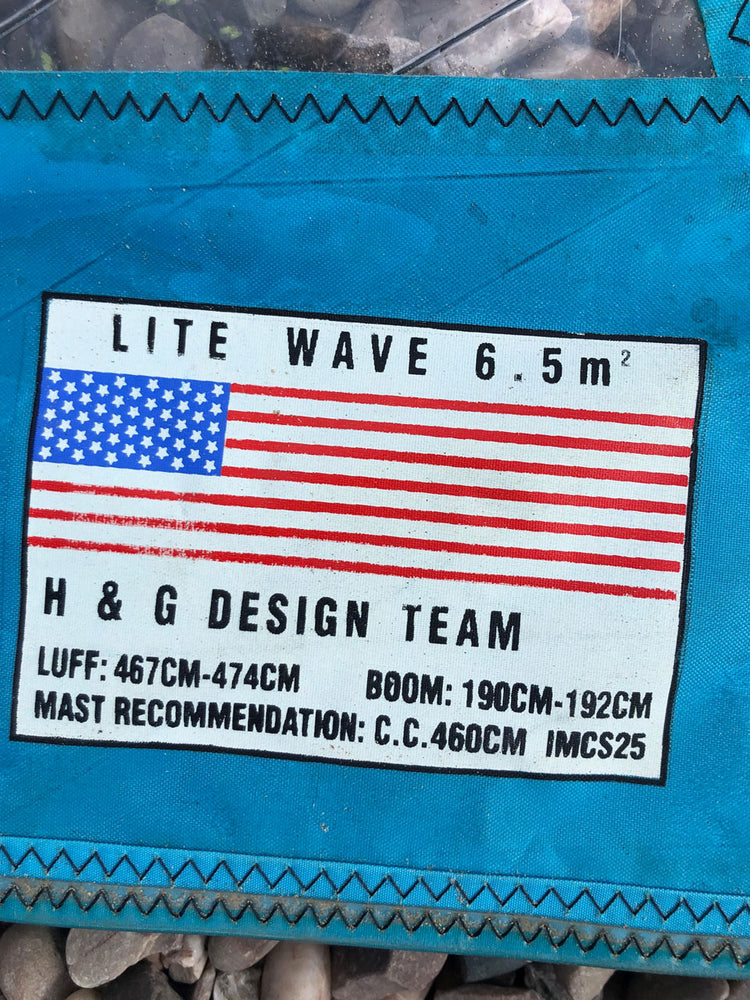 LITE WAVE 6.5m²
H & G DESIGN TEAM
LUFF: 467CM-474CM BOOM: 190CM-192CM
MAST RECOMMENDATION: C.C.460CM IMCS25